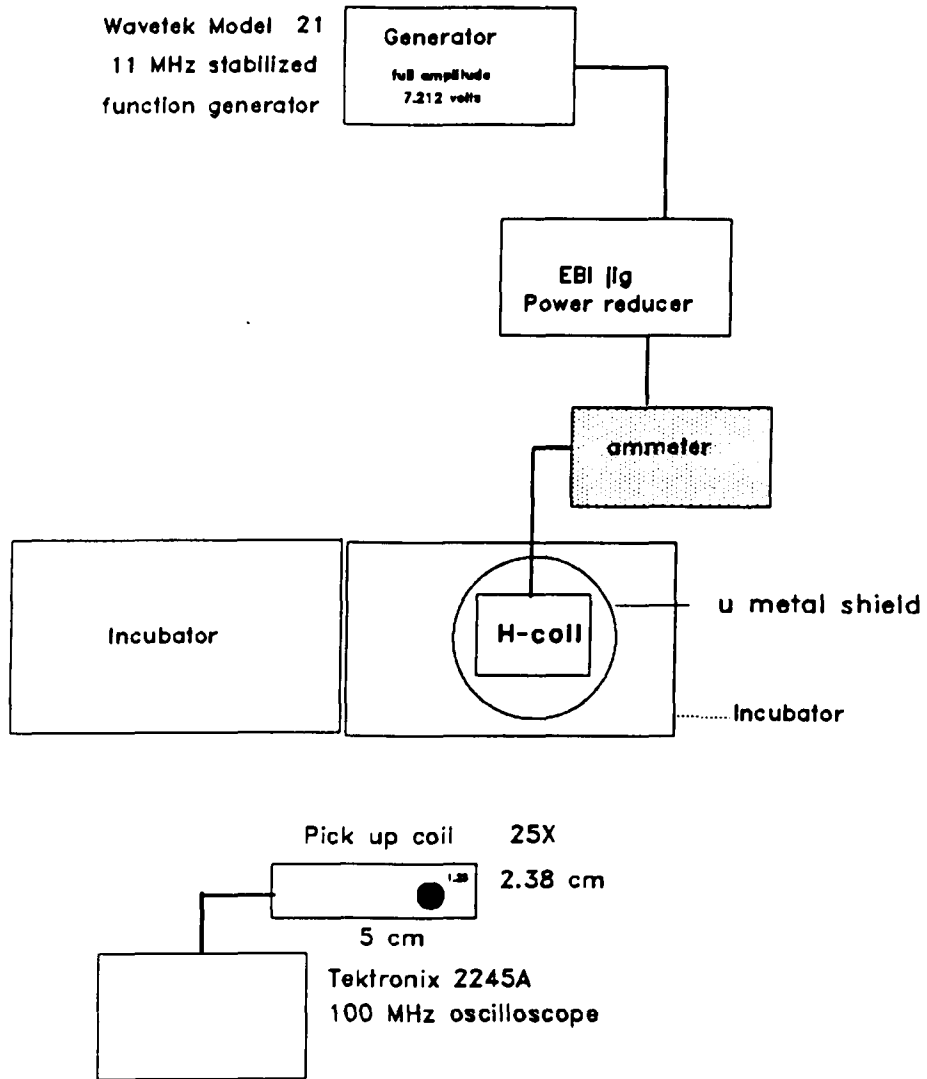 Wavetek Model 21
11 MHz stabilized
function generator
Generator
full amplitude
7.212 volts
EBI jig
Power reducer
ammeter
Incubator
H-coil
u metal shield
Incubator
Pick up coil 25X
1.25
2.38 cm
5 cm
Tektronix 2245A
100 MHz oscilloscope